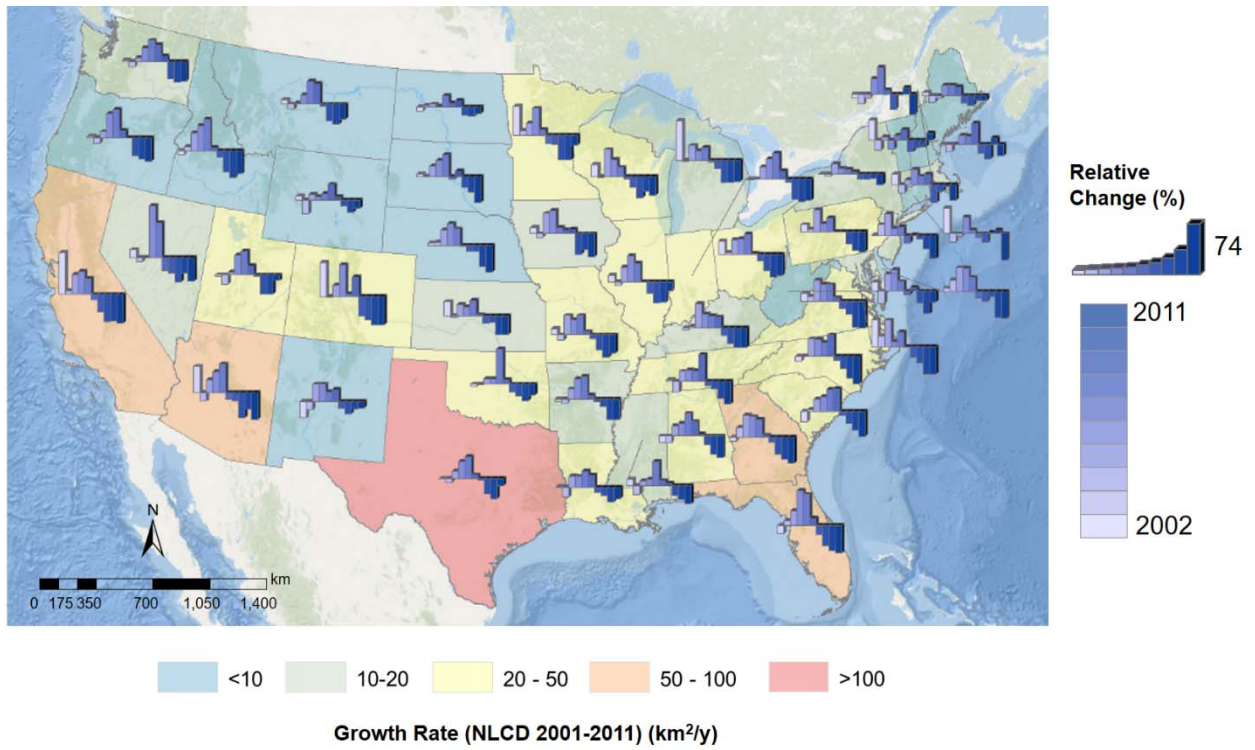 Relative
Change (%)
74
2011
2002
N
km
0 175 350 700 1,050 1,400
<10 10-20 20 - 50 50 - 100 >100
Growth Rate (NLCD 2001-2011) (km²/y)